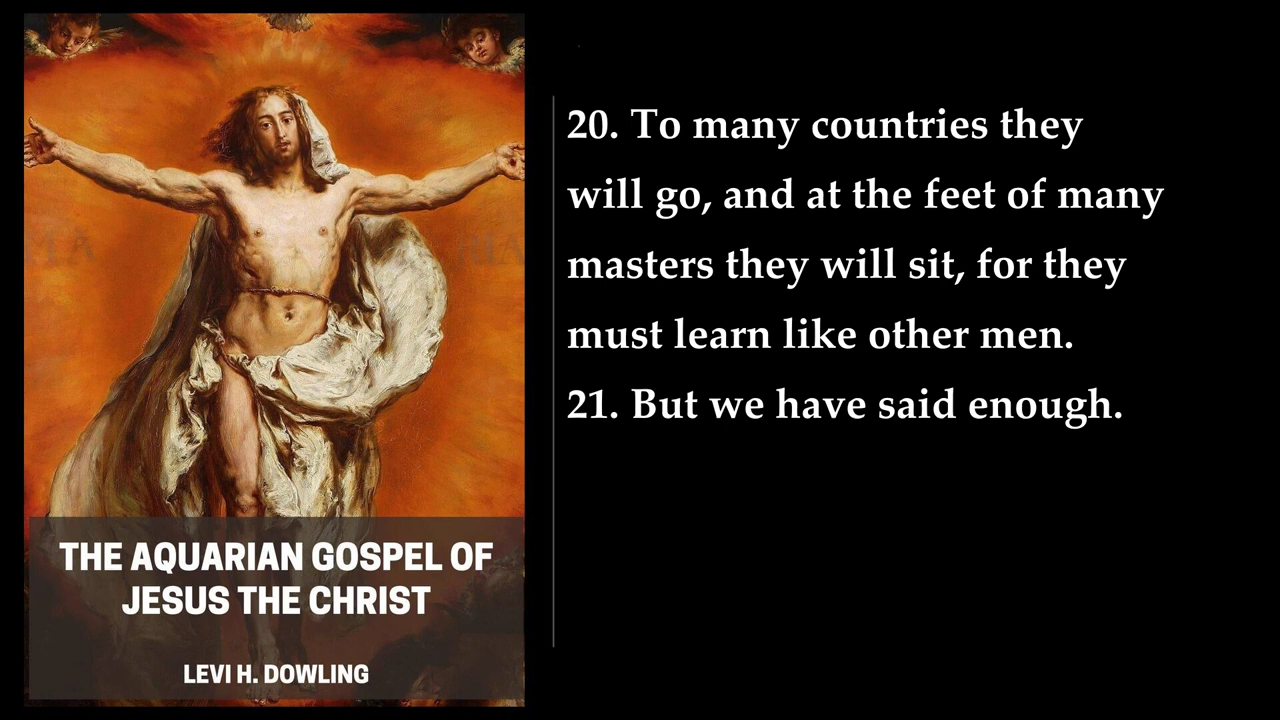 THE AQUARIAN GOSPEL OF
JESUS THE CHRIST
LEVI H. DOWLING
20. To many countries they
will go, and at the feet of many
masters they will sit, for they
must learn like other men.
21. But we have said enough.